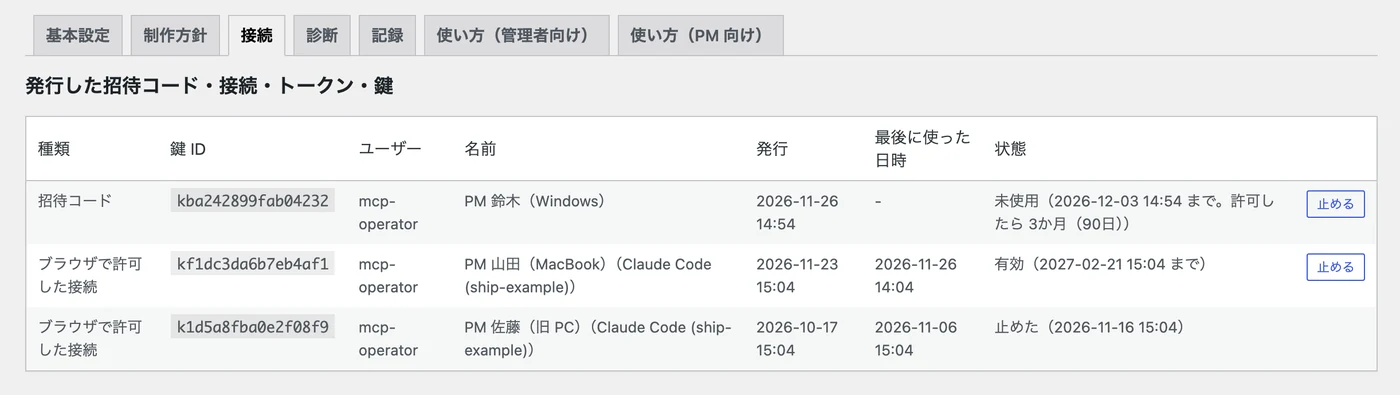 基本設定 制作方針 接続 診断 記録 使い方（管理者向け） 使い方（PM 向け）
発行した招待コード・接続・トークン・鍵
種類 鍵 ID ユーザー 名前 発行 最後に使った日時 状態
招待コード kba242899fab04232 mcp-operator PM 鈴木（Windows） 2026-11-26 14:54 - 未使用（2026-12-03 14:54 まで。許可したら 3か月（90日）） 止める
ブラウザで許可した接続 kf1dc3da6b7eb4af1 mcp-operator PM 山田（MacBook）（Claude Code (ship-example)） 2026-11-23 15:04 2026-11-26 14:04 有効（2027-02-21 15:04 まで） 止める
ブラウザで許可した接続 k1d5a8fba0e2f08f9 mcp-operator PM 佐藤（旧 PC）（Claude Code (ship-example)） 2026-10-17 15:04 2026-11-06 15:04 止めた（2026-11-16 15:04）